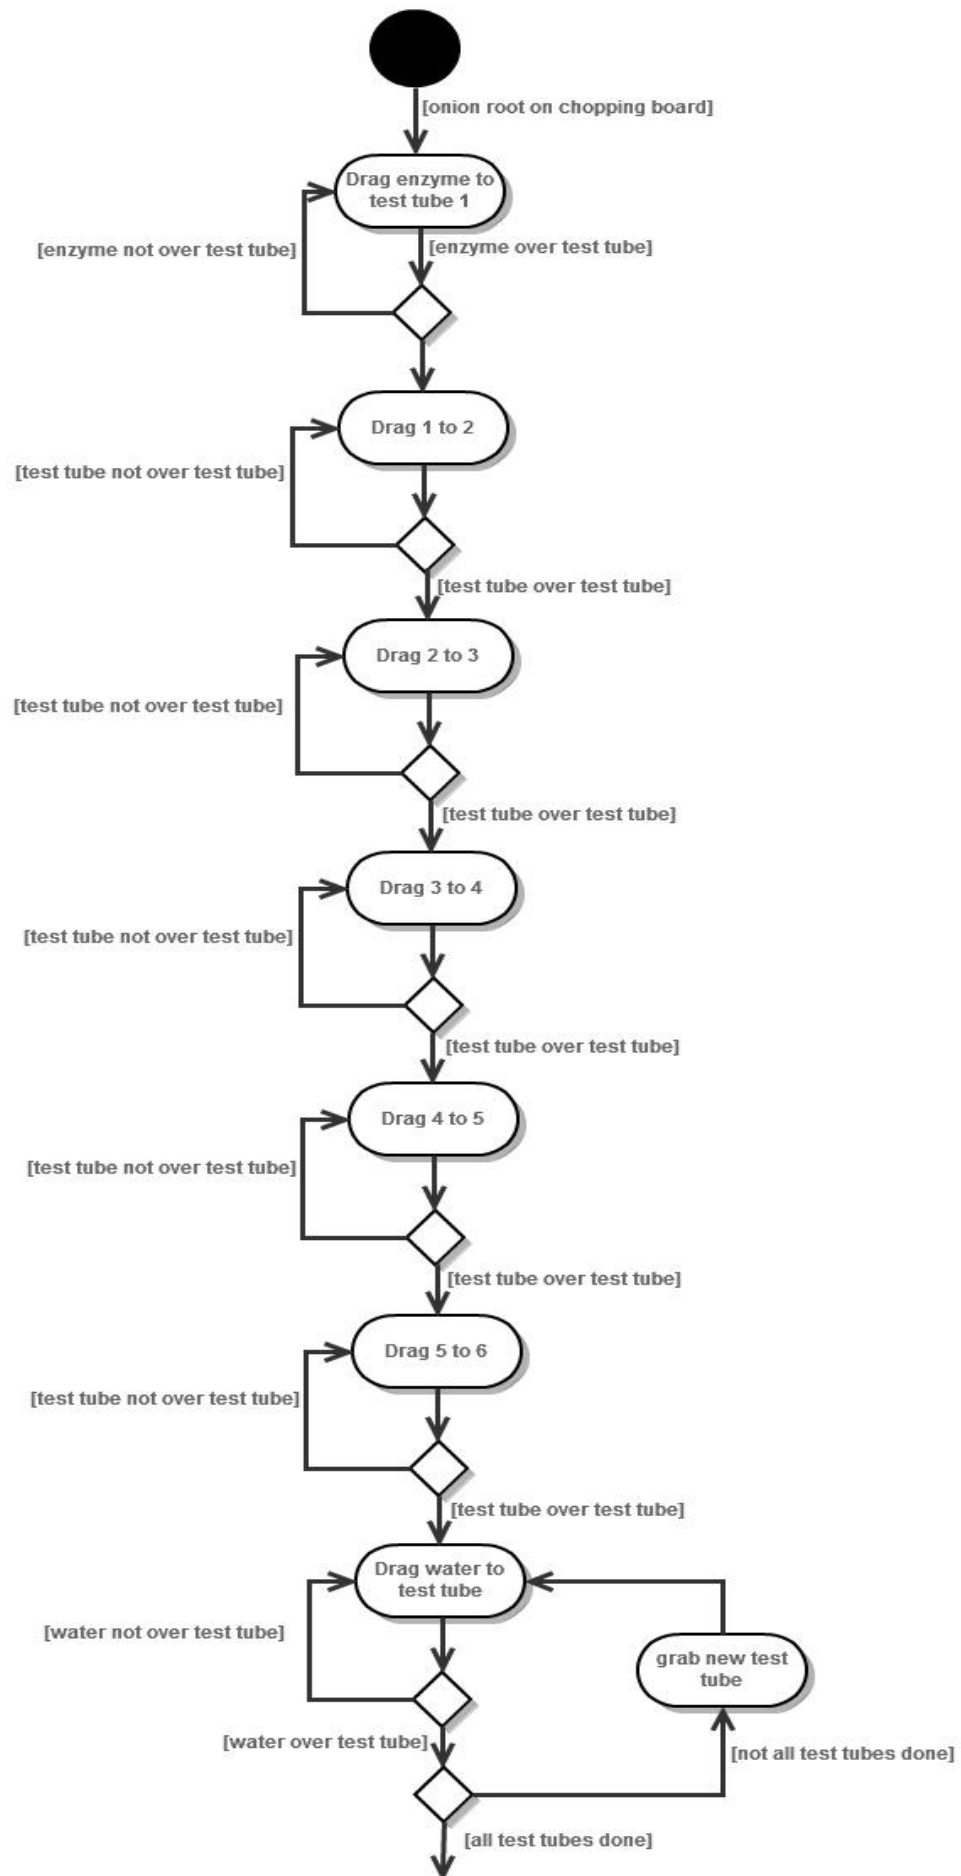 [onion root on chopping board]
Drag enzyme to
test tube 1
[enzyme not over test tube]
[enzyme over test tube]
Drag 1 to 2
[test tube not over test tube]
[test tube over test tube]
Drag 2 to 3
[test tube not over test tube]
[test tube over test tube]
Drag 3 to 4
[test tube not over test tube]
[test tube over test tube]
Drag 4 to 5
[test tube not over test tube]
[test tube over test tube]
Drag 5 to 6
[test tube not over test tube]
[test tube over test tube]
Drag water to
test tube
[water not over test tube]
grab new test
tube
[water over test tube]
[not all test tubes done]
[all test tubes done]